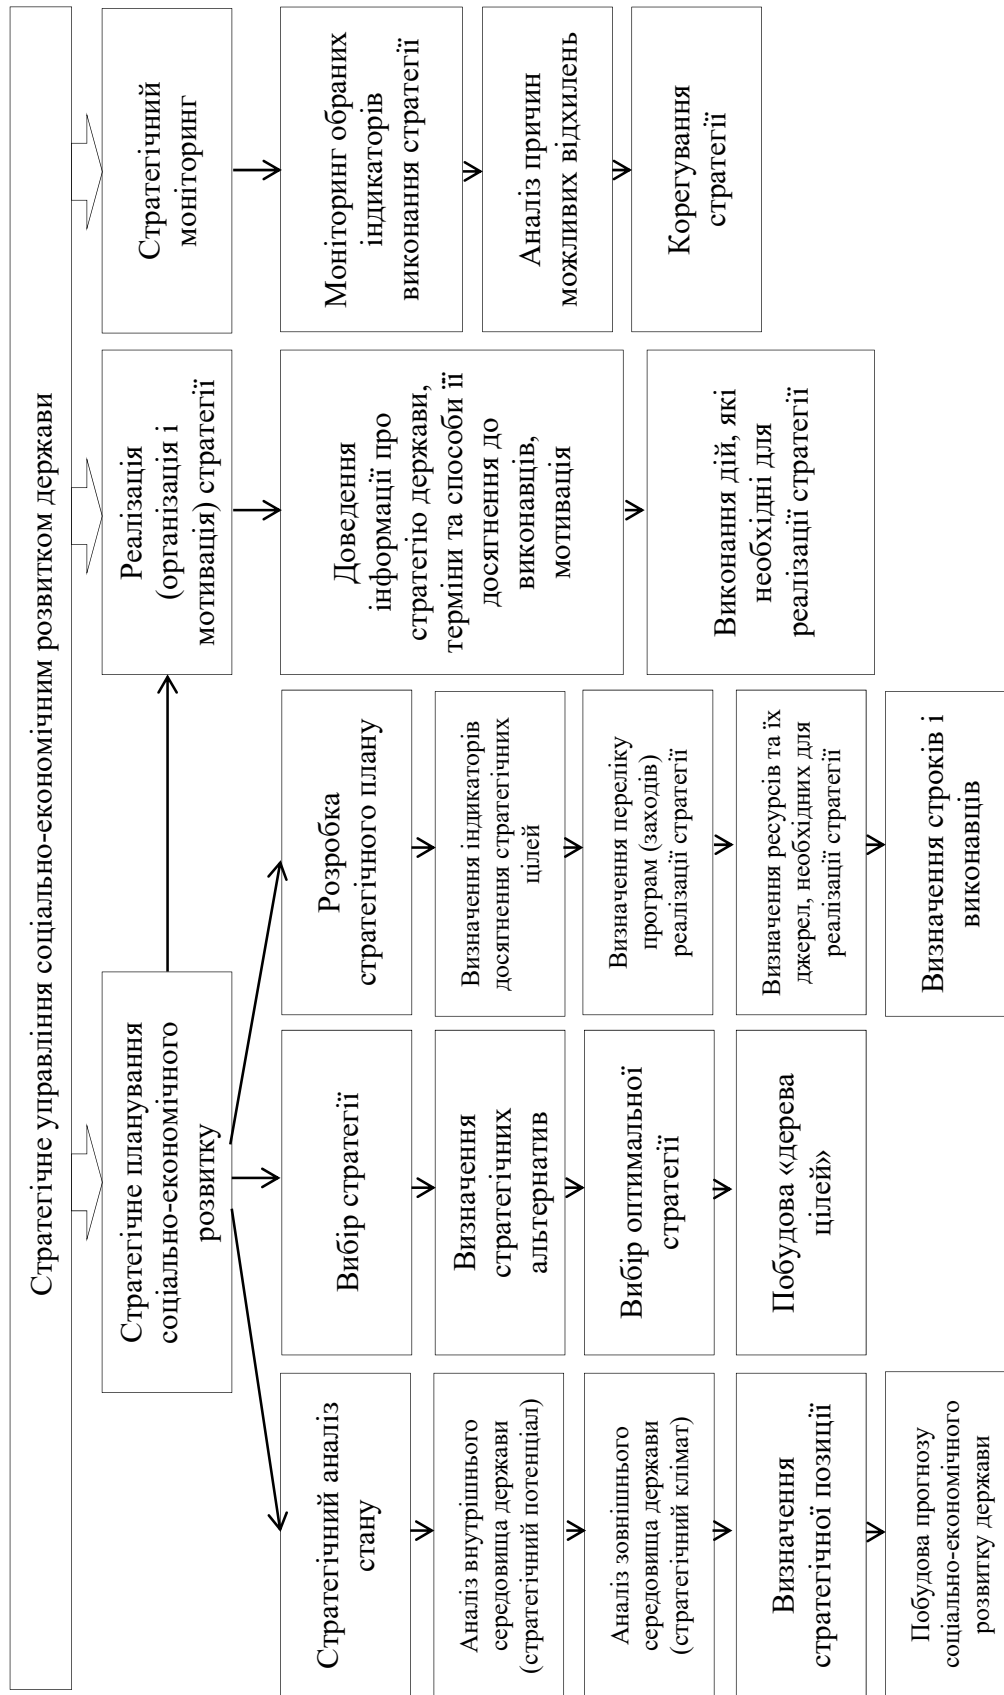 Стратегічне управління соціально-економічним розвитком держави
Стратегічне планування
соціально-економічного
розвитку
Реалізація
(організація і
мотивація) стратегії
Стратегічний
моніторинг
Стратегічний аналіз
стану
Аналіз внутрішнього
середовища держави
(стратегічний потенціал)
Аналіз зовнішнього
середовища держави
(стратегічний клімат)
Визначення
стратегічної позиції
Побудова прогнозу
соціально-економічного
розвитку держави
Вибір стратегії
Визначення
стратегічних
альтернатив
Вибір оптимальної
стратегії
Побудова «дерева
цілей»
Розробка
стратегічного плану
Визначення індикаторів
досягнення стратегічних
цілей
Визначення переліку
програм (заходів)
реалізації стратегії
Визначення ресурсів та їх
джерел, необхідних для
реалізації стратегії
Визначення строків і
виконавців
Доведення
інформації про
стратегію держави,
терміни та способи її
досягнення до
виконавців,
мотивація
Виконання дій, які
необхідні для
реалізації стратегії
Моніторинг обраних
індикаторів
виконання стратегії
Аналіз причин
можливих відхилень
Корегування
стратегії